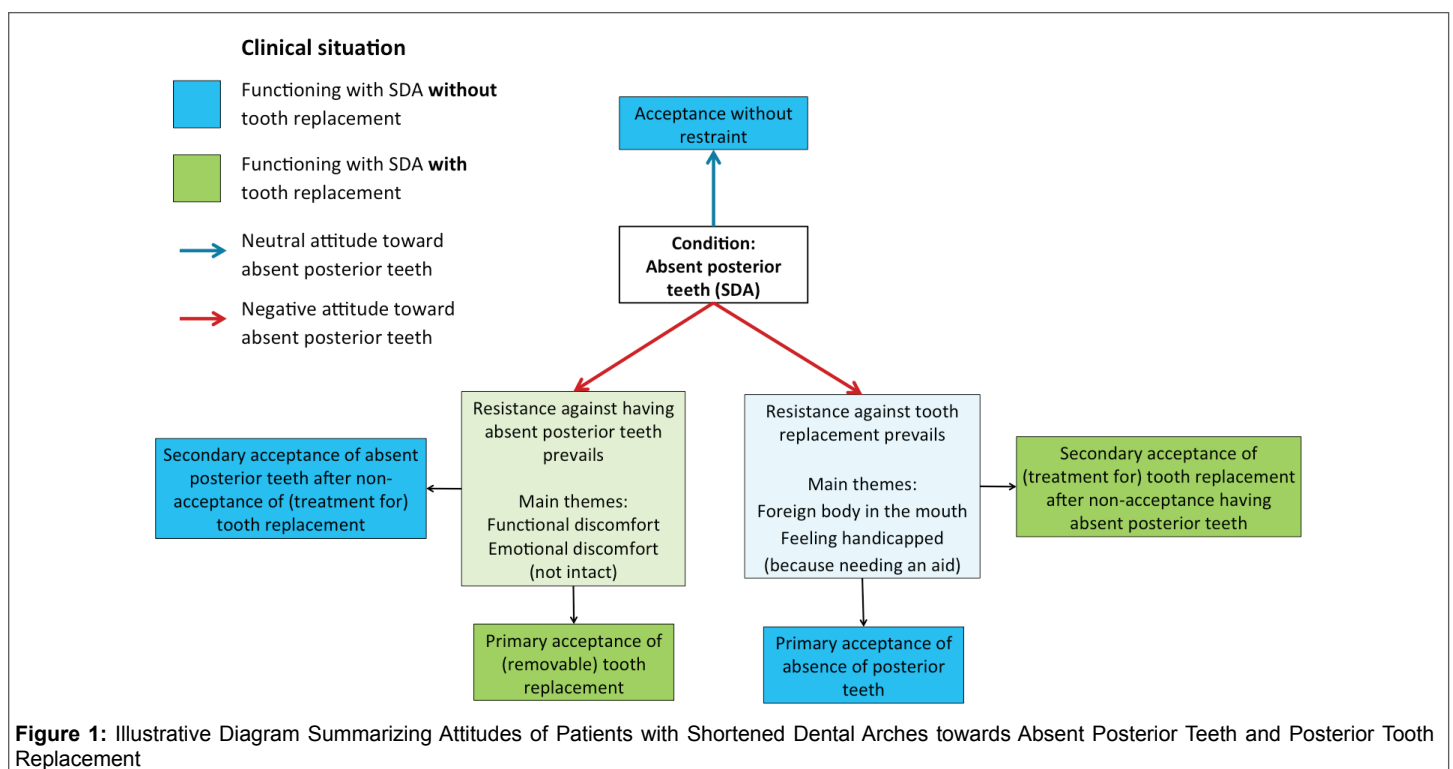 Clinical situation
Functioning with SDA without
tooth replacement
Functioning with SDA with
tooth replacement
Neutral attitude toward
absent posterior teeth
Negative attitude toward
absent posterior teeth
Acceptance without
restraint
Condition:
Absent posterior
teeth (SDA)
Resistance against having
absent posterior teeth
prevails
Main themes:
Functional discomfort
Emotional discomfort
(not intact)
Resistance against tooth
replacement prevails
Main themes:
Foreign body in the mouth
Feeling handicapped
(because needing an aid)
Secondary acceptance of absent
posterior teeth after non-
acceptance of (treatment for)
tooth replacement
Secondary acceptance of
(treatment for) tooth replacement
after non-acceptance having
absent posterior teeth
Primary acceptance of
(removable) tooth
replacement
Primary acceptance of
absence of posterior
teeth
Figure 1: Illustrative Diagram Summarizing Attitudes of Patients with Shortened Dental Arches towards Absent Posterior Teeth and Posterior Tooth
Replacement